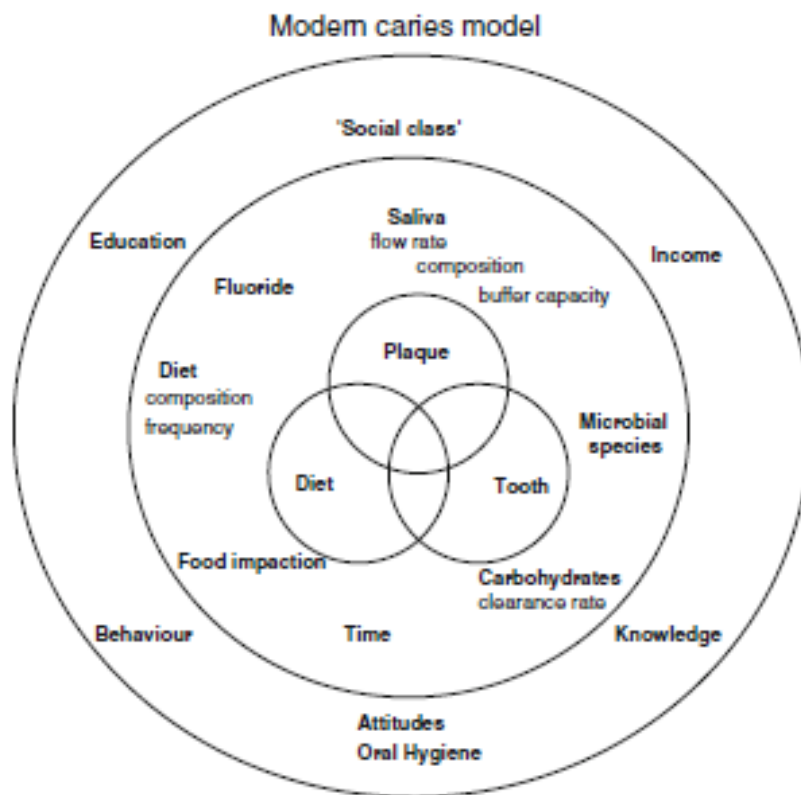 Modern caries model
'Social class'
Education
Income
Saliva
flow rate
composition
buffer capacity
Fluoride
Plaque
Diet
composition
frequency
Microbial
species
Diet
Tooth
Food impaction
Carbohydrates
clearance rate
Behaviour
Time
Knowledge
Attitudes
Oral Hygiene